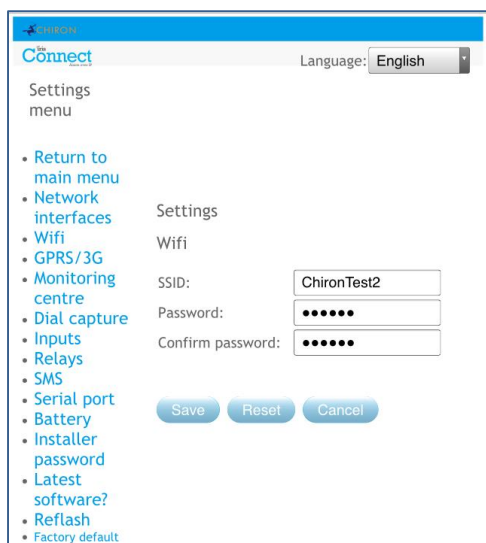 CHIRON
iris
Connect
Language: English
Settings
menu
Return to
main menu
Network
interfaces
Wifi
GPRS/3G
Monitoring
centre
Dial capture
Inputs
Relays
SMS
Serial port
Battery
Installer
password
Latest
software?
Reflash
Factory default
Settings
Wifi
SSID: ChironTest2
Password: ••••••
Confirm password: ••••••
Save Reset Cancel